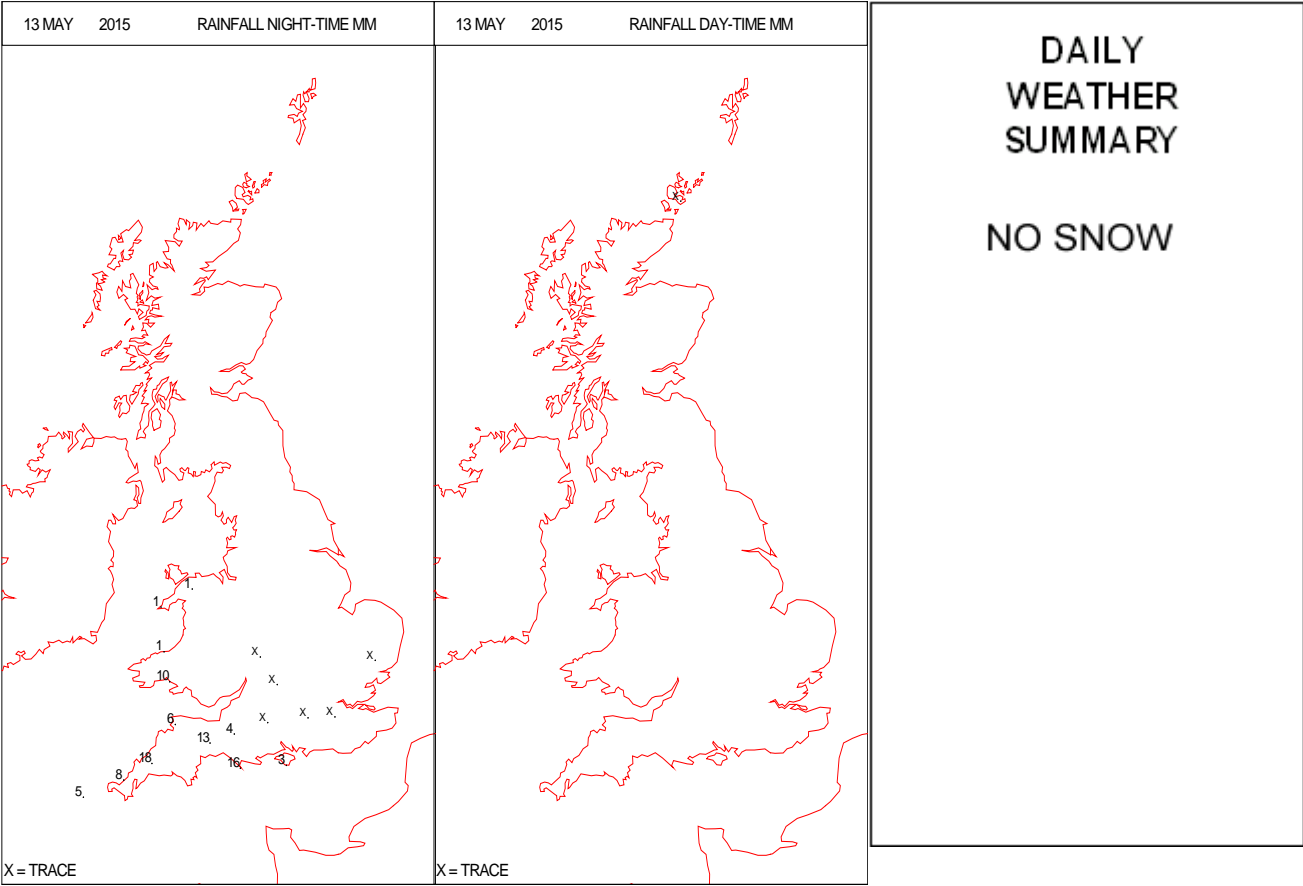 13 MAY 2015 RAINFALL NIGHT-TIME MM
1
1
1
X
X
10
X
6
X
X
X
4
13
18
16
3
8
5
X = TRACE
13 MAY 2015 RAINFALL DAY-TIME MM
X
X = TRACE
DAILY
WEATHER
SUMMARY
NO SNOW